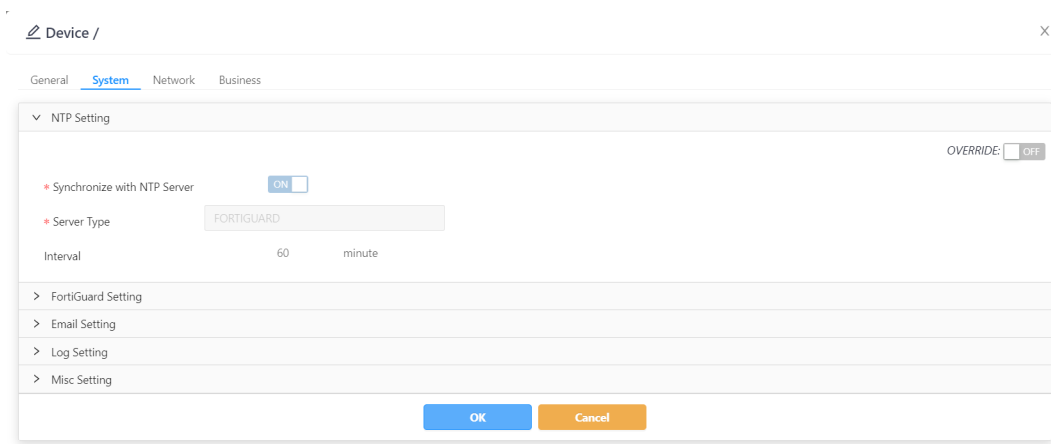 Device /
General System Network Business
NTP Setting
OVERRIDE: OFF
* Synchronize with NTP Server ON
* Server Type FORTIGUARD
Interval 60 minute
FortiGuard Setting
Email Setting
Log Setting
Misc Setting
OK Cancel